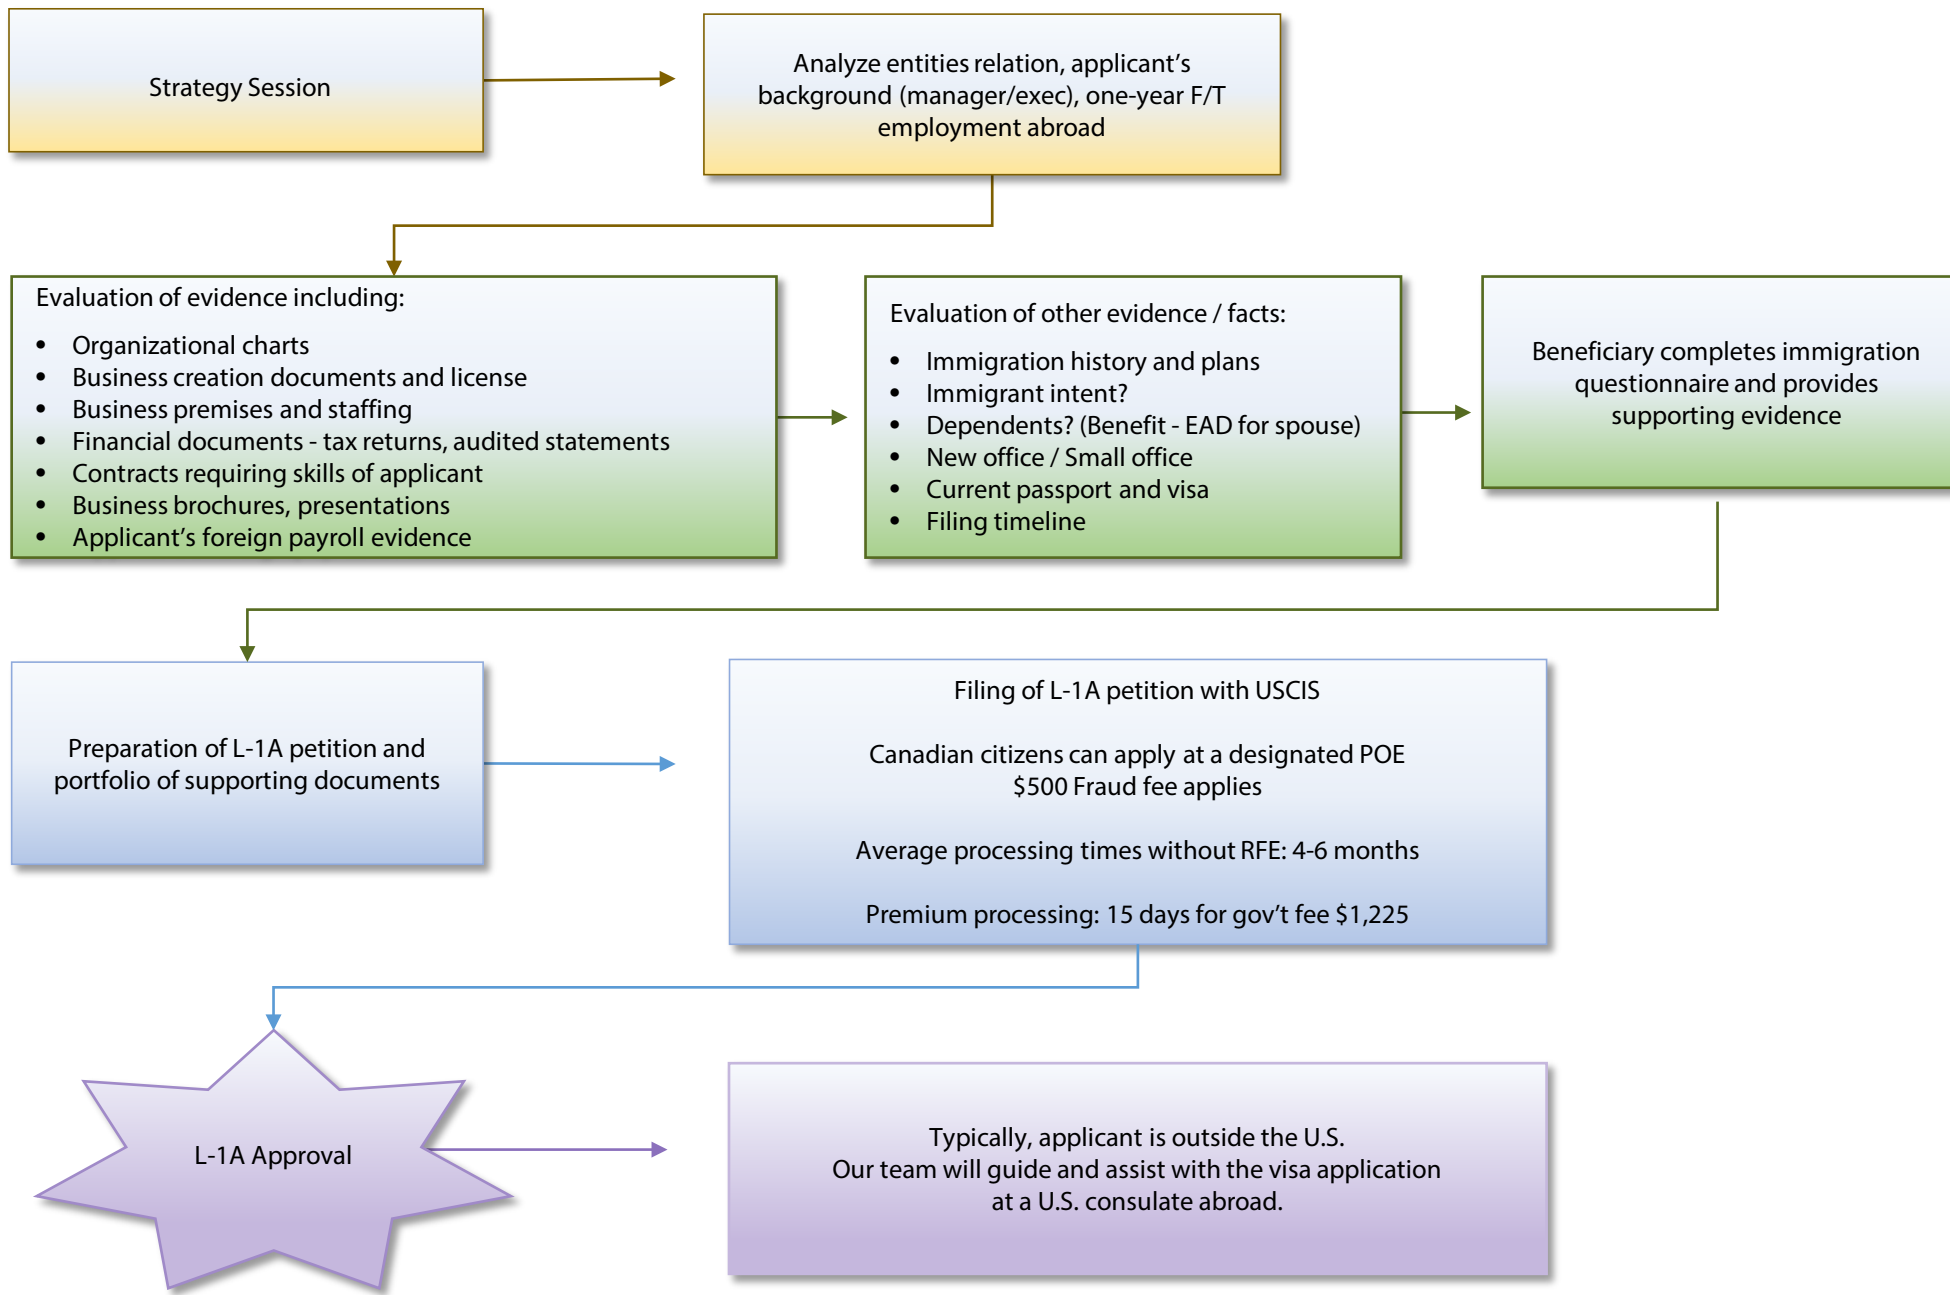 Strategy Session
Analyze entities relation, applicant’s
background (manager/exec), one-year F/T
employment abroad
Evaluation of evidence including:
• Organizational charts
• Business creation documents and license
• Business premises and staffing
• Financial documents - tax returns, audited statements
• Contracts requiring skills of applicant
• Business brochures, presentations
• Applicant’s foreign payroll evidence
Evaluation of other evidence / facts:
• Immigration history and plans
• Immigrant intent?
• Dependents? (Benefit - EAD for spouse)
• New office / Small office
• Current passport and visa
• Filing timeline
Beneficiary completes immigration
questionnaire and provides
supporting evidence
Preparation of L-1A petition and
portfolio of supporting documents
Filing of L-1A petition with USCIS
Canadian citizens can apply at a designated POE
$500 Fraud fee applies
Average processing times without RFE: 4-6 months
Premium processing: 15 days for gov’t fee $1,225
L-1A Approval
Typically, applicant is outside the U.S.
Our team will guide and assist with the visa application
at a U.S. consulate abroad.